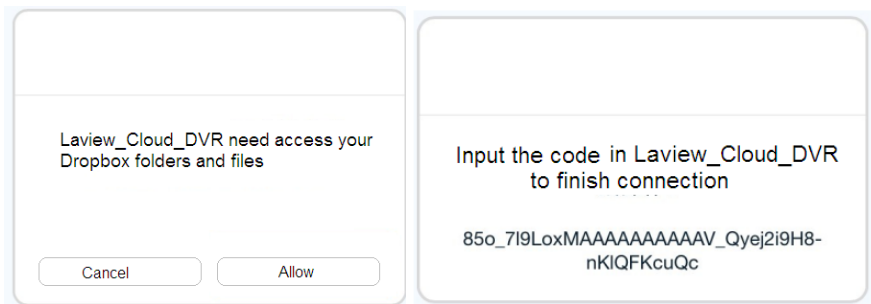 Laview_Cloud_DVR need access your
Dropbox folders and files
Cancel
Allow
Input the code in Laview_Cloud_DVR
to finish connection
85o_7l9LoxMAAAAAAAAAAV_Qyej2i9H8-
nKlQFKcuQc